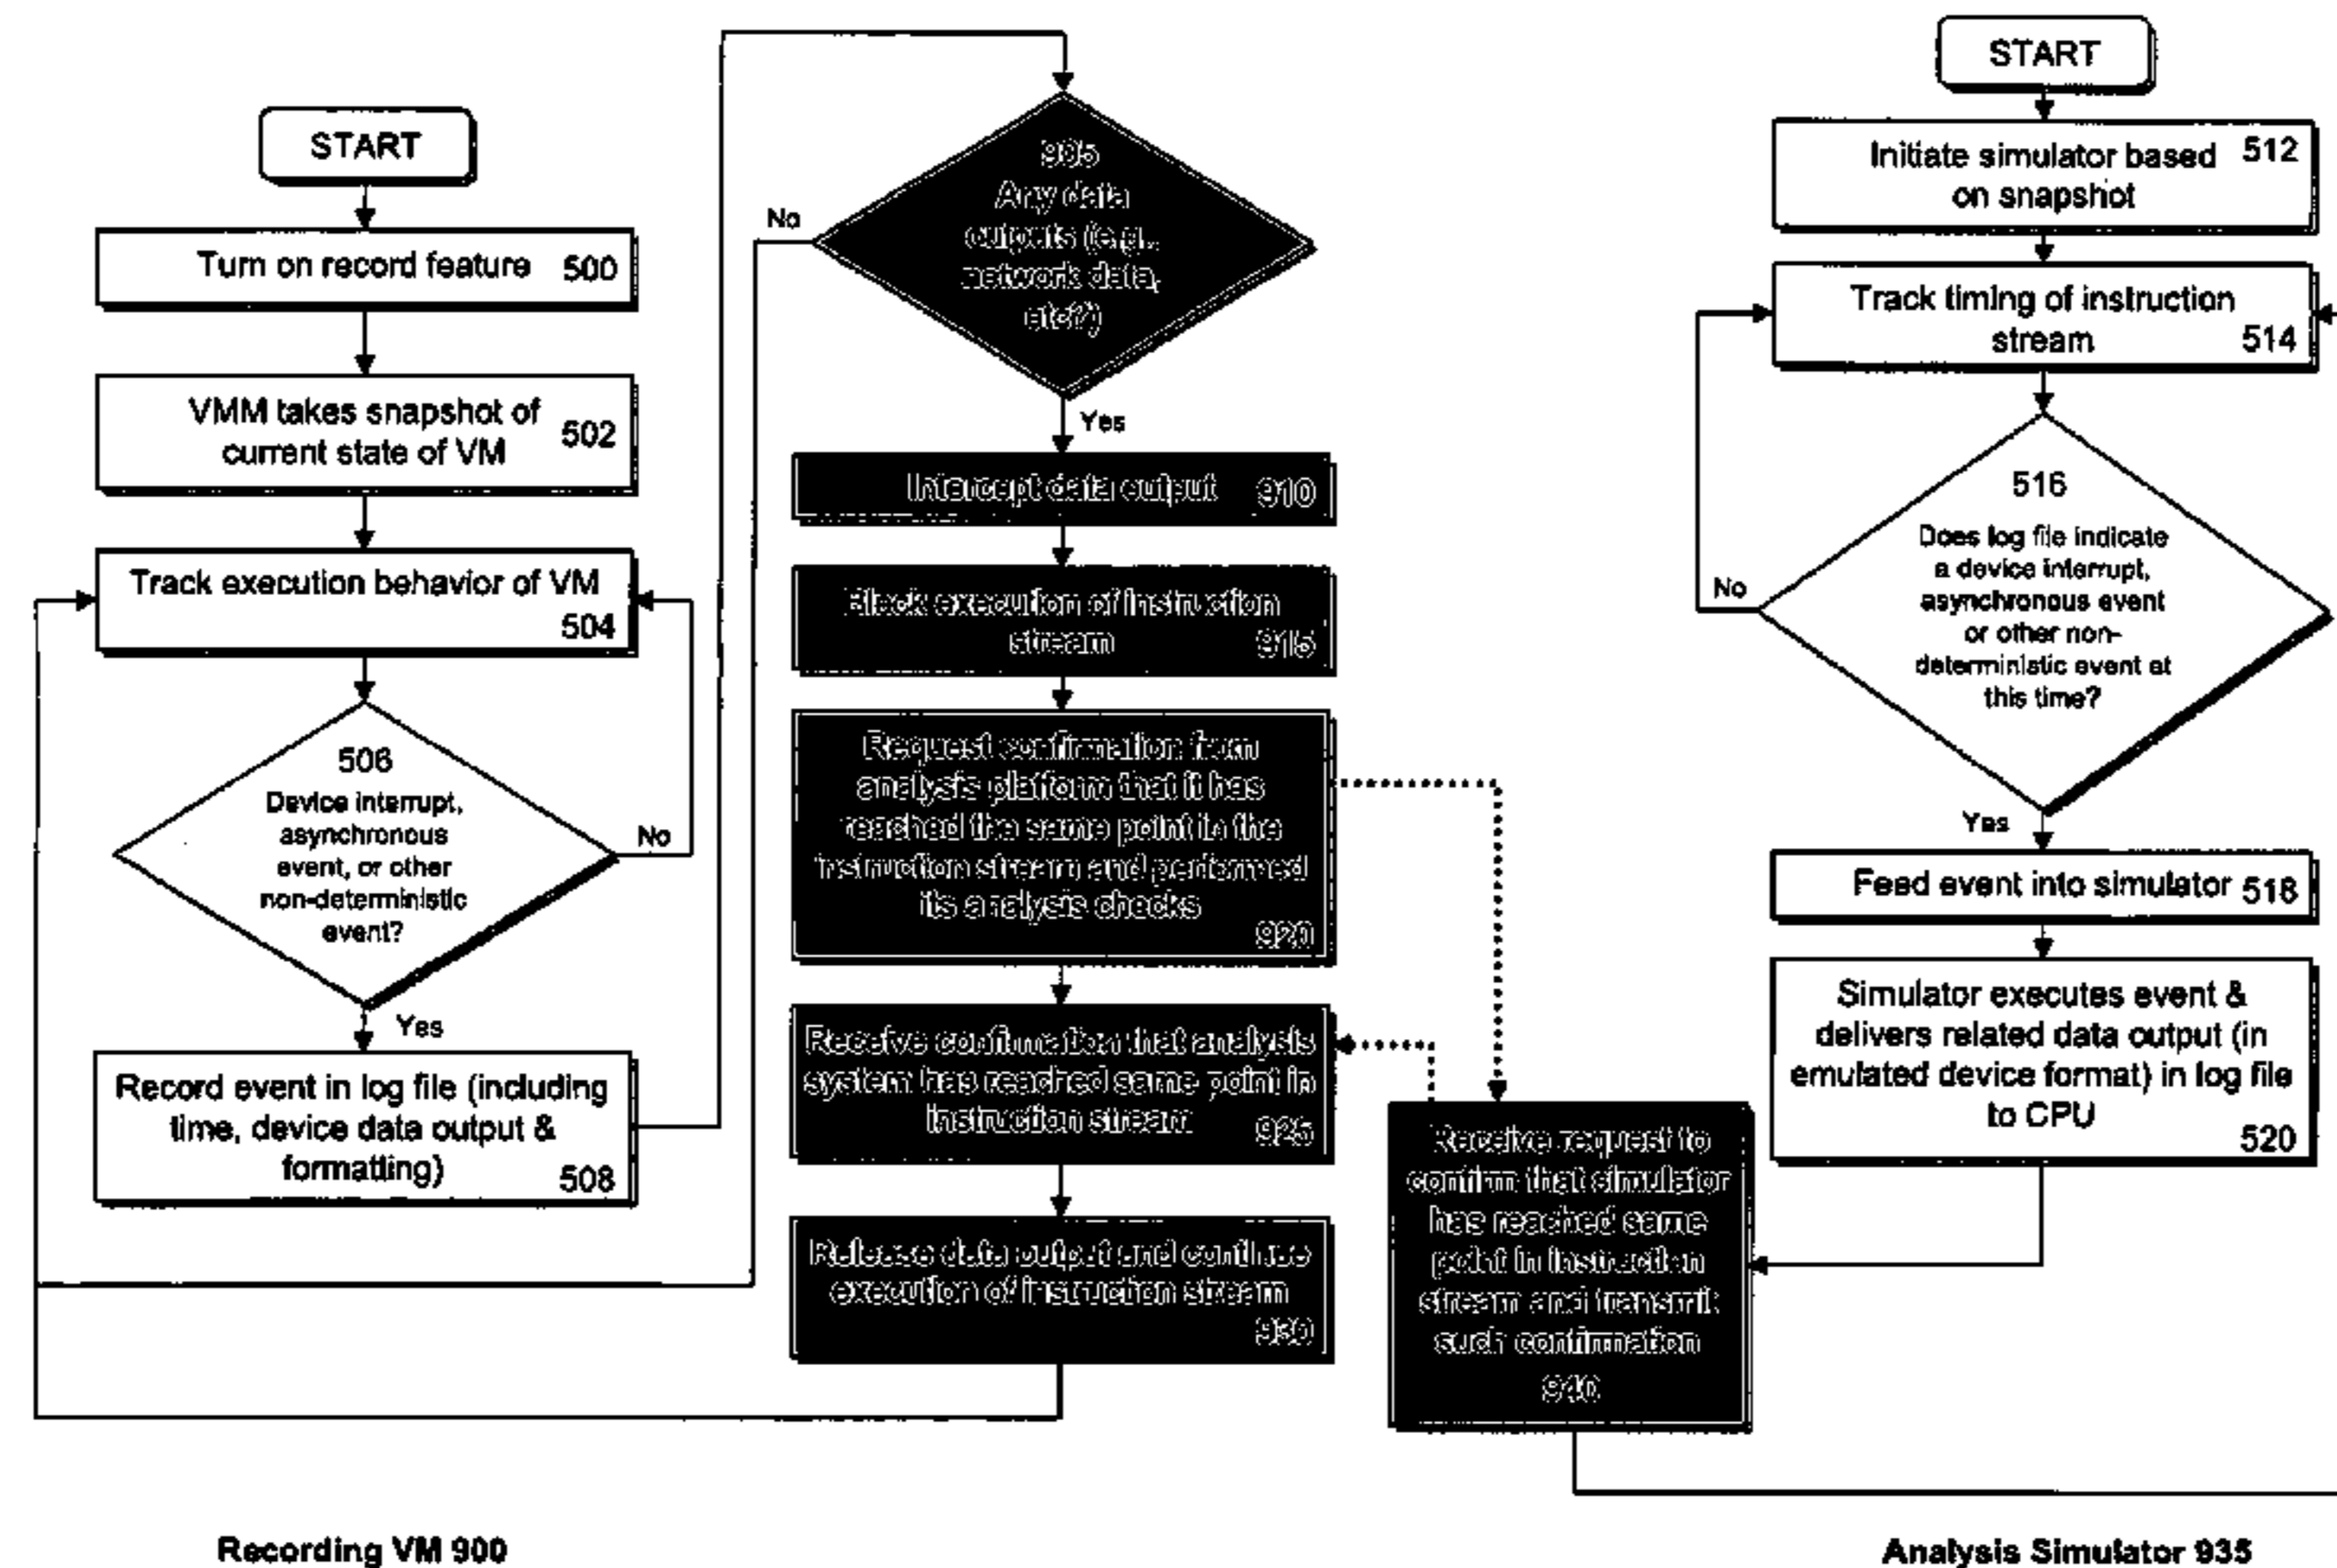 START
Turn on record feature 500
VMM takes snapshot of
current state of VM
502
Track execution behavior of VM
504
506
Device interrupt,
asynchronous
event, or other
non-deterministic
event?
No
Yes
Record event in log file (including
time, device data output &
formatting)
508
905
Any data
outputs (e.g.,
network data,
etc?)
No
Yes
Intercept data output 910
Block execution of instruction
stream
915
Request confirmation from
analysis platform that it has
reached the same point in the
instruction stream and performed
its analysis checks
920
Receive confirmation that analysis
system has reached same point in
instruction stream
925
Release data output and continue
execution of instruction stream
930
Receive request to
confirm that simulator
has reached same
point in instruction
stream and transmit
such confirmation
940
START
Initiate simulator based 512
on snapshot
Track timing of instruction
stream
514
516
Does log file indicate
a device interrupt,
asynchronous event
or other non-
deterministic event at
this time?
No
Yes
Feed event into simulator 518
Simulator executes event &
delivers related data output (in
emulated device format) in log file
to CPU
520
Recording VM 900
Analysis Simulator 935